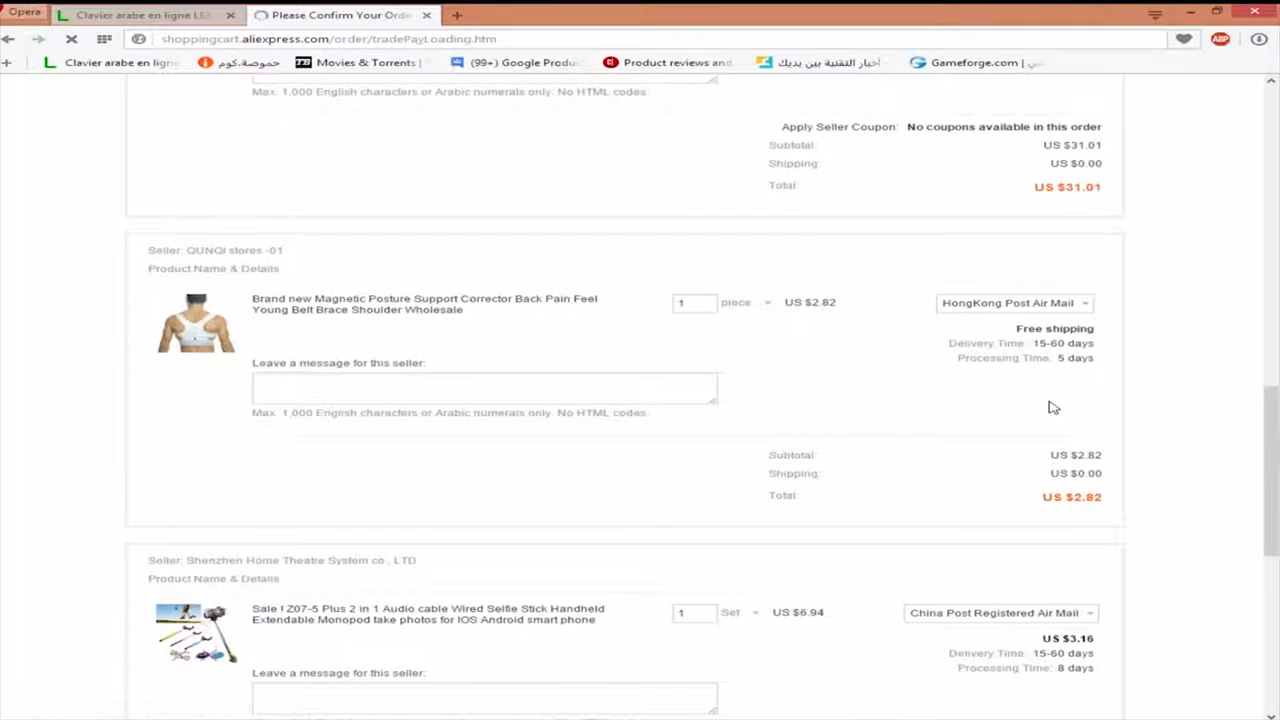 Opera
Clavier arabe en ligne
Please Confirm Your Orde
shoppingcart.aliexpress.com/order/tradePayLoading.htm
ABP
Clavier arabe en lign
حموصة.كوم
TB Movies & Torrents
(99+) Google Produ
Product reviews and
أخبار التقنية بين يديك
Gameforge.com
Max. 1,000 English characters or Arabic numerals only. No HTML codes.
Apply Seller Coupon: No coupons available in this order
Subtotal: US $31.01
Shipping: US $0.00
Total US $31.01
Seller: QUNQI stores -01
Product Name & Details
Brand new Magnetic Posture Support Corrector Back Pain Feel
Young Belt Brace Shoulder Wholesale
1 piece × US $2.82
HongKong Post Air Mail
Free shipping
Delivery Time: 15-60 days
Processing Time: 5 days
Leave a message for this seller:
Max. 1,000 English characters or Arabic numerals only. No HTML codes.
Subtotal: US $2.82
Shipping: US $0.00
Total US $2.82
Seller: Shenzhen Home Theatre System co., LTD
Product Name & Details
Sale ! Z07-5 Plus 2 in 1 Audio cable Wired Selfie Stick Handheld
Extendable Monopod take photos for IOS Android smart phone
1 Set × US $6.94
China Post Registered Air Mail
US $3.16
Delivery Time: 15-60 days
Processing Time: 8 days
Leave a message for this seller: